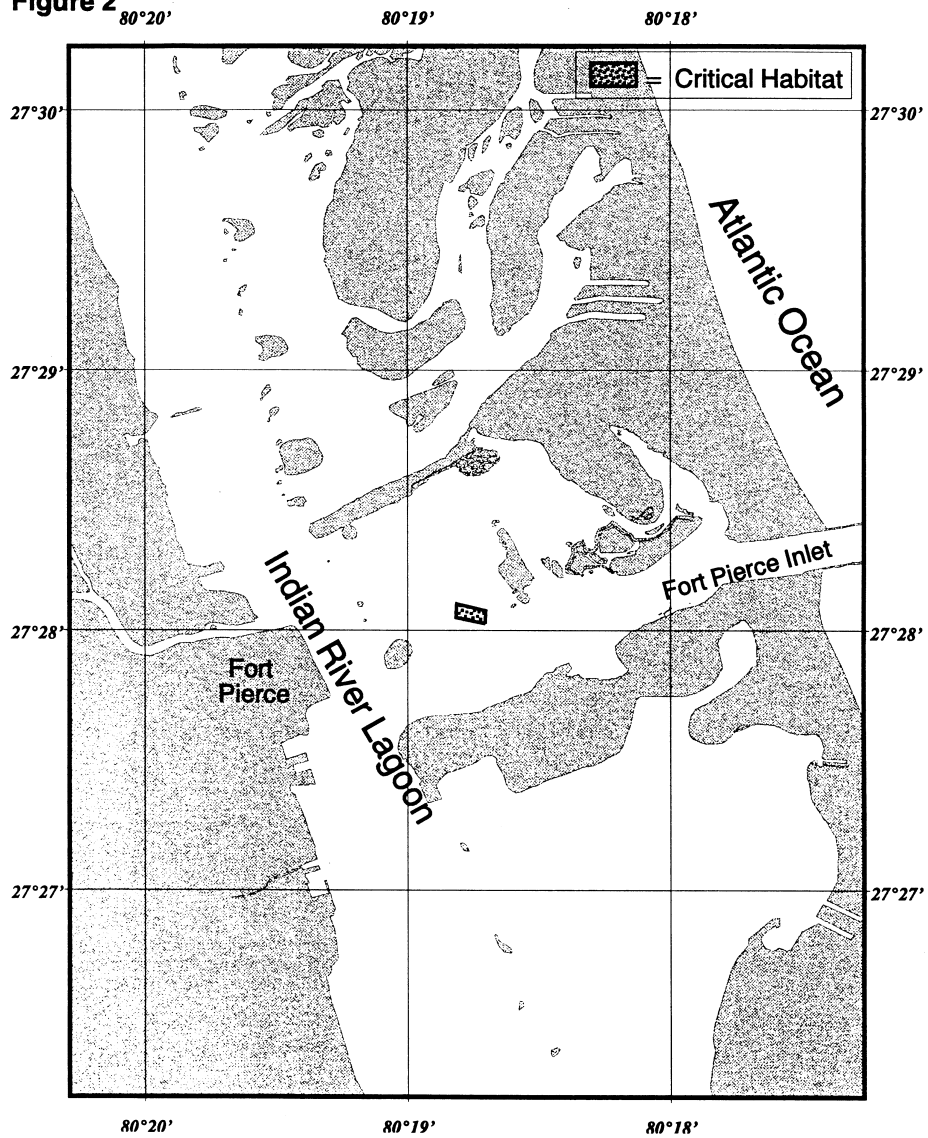 Figure 2
80°20’ 80°19’ 80°18’
= Critical Habitat
27°30’ 27°30’
Atlantic Ocean
27°29’ 27°29’
Fort Pierce Inlet
Indian River Lagoon
27°28’ 27°28’
Fort
Pierce
27°27’ 27°27’
80°20’ 80°19’ 80°18’